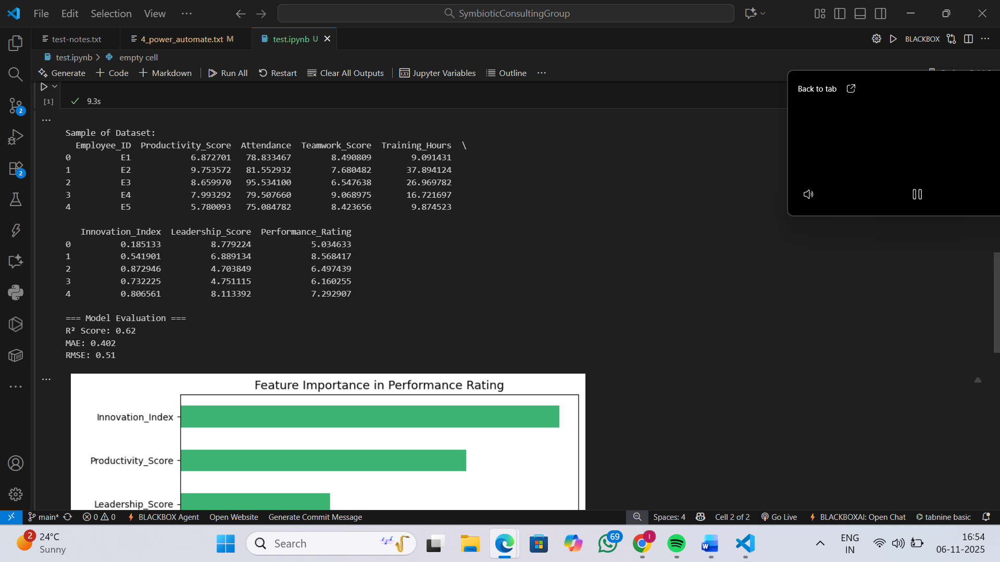 File Edit Selection View ··· SymbioticConsultingGroup
test-notes.txt 4_power_automate.txt M test.ipynb U BLACKBOX
test.ipynb > empty cell
Generate + Code + Markdown Run All Restart Clear All Outputs Jupyter Variables Outline ···
[1] 9.3s
Back to tab
Sample of Dataset:
Employee_ID Productivity_Score Attendance Teamwork_Score Training_Hours \
0 E1 6.872701 78.833467 8.490809 9.091431
1 E2 9.753572 81.552932 7.680482 37.894124
2 E3 8.659970 95.534100 6.547638 26.969782
3 E4 7.993292 79.507660 9.068975 16.721697
4 E5 5.780093 75.084782 8.423656 9.874523
Innovation_Index Leadership_Score Performance_Rating
0 0.185133 8.779224 5.034633
1 0.541901 6.889134 8.568417
2 0.872946 4.703849 6.497439
3 0.732225 4.751115 6.160255
4 0.806561 8.113392 7.292907
=== Model Evaluation ===
R² Score: 0.62
MAE: 0.402
RMSE: 0.51
Feature Importance in Performance Rating
Innovation_Index
Productivity_Score
Leadership_Score
2
2
main* 0 0 BLACKBOX Agent Open Website Generate Commit Message Spaces: 4 Cell 2 of 2 Go Live BLACKBOXAI: Open Chat tabnine basic
2 24°C
Sunny
Search
69
ENG
IN
16:54
06-11-2025